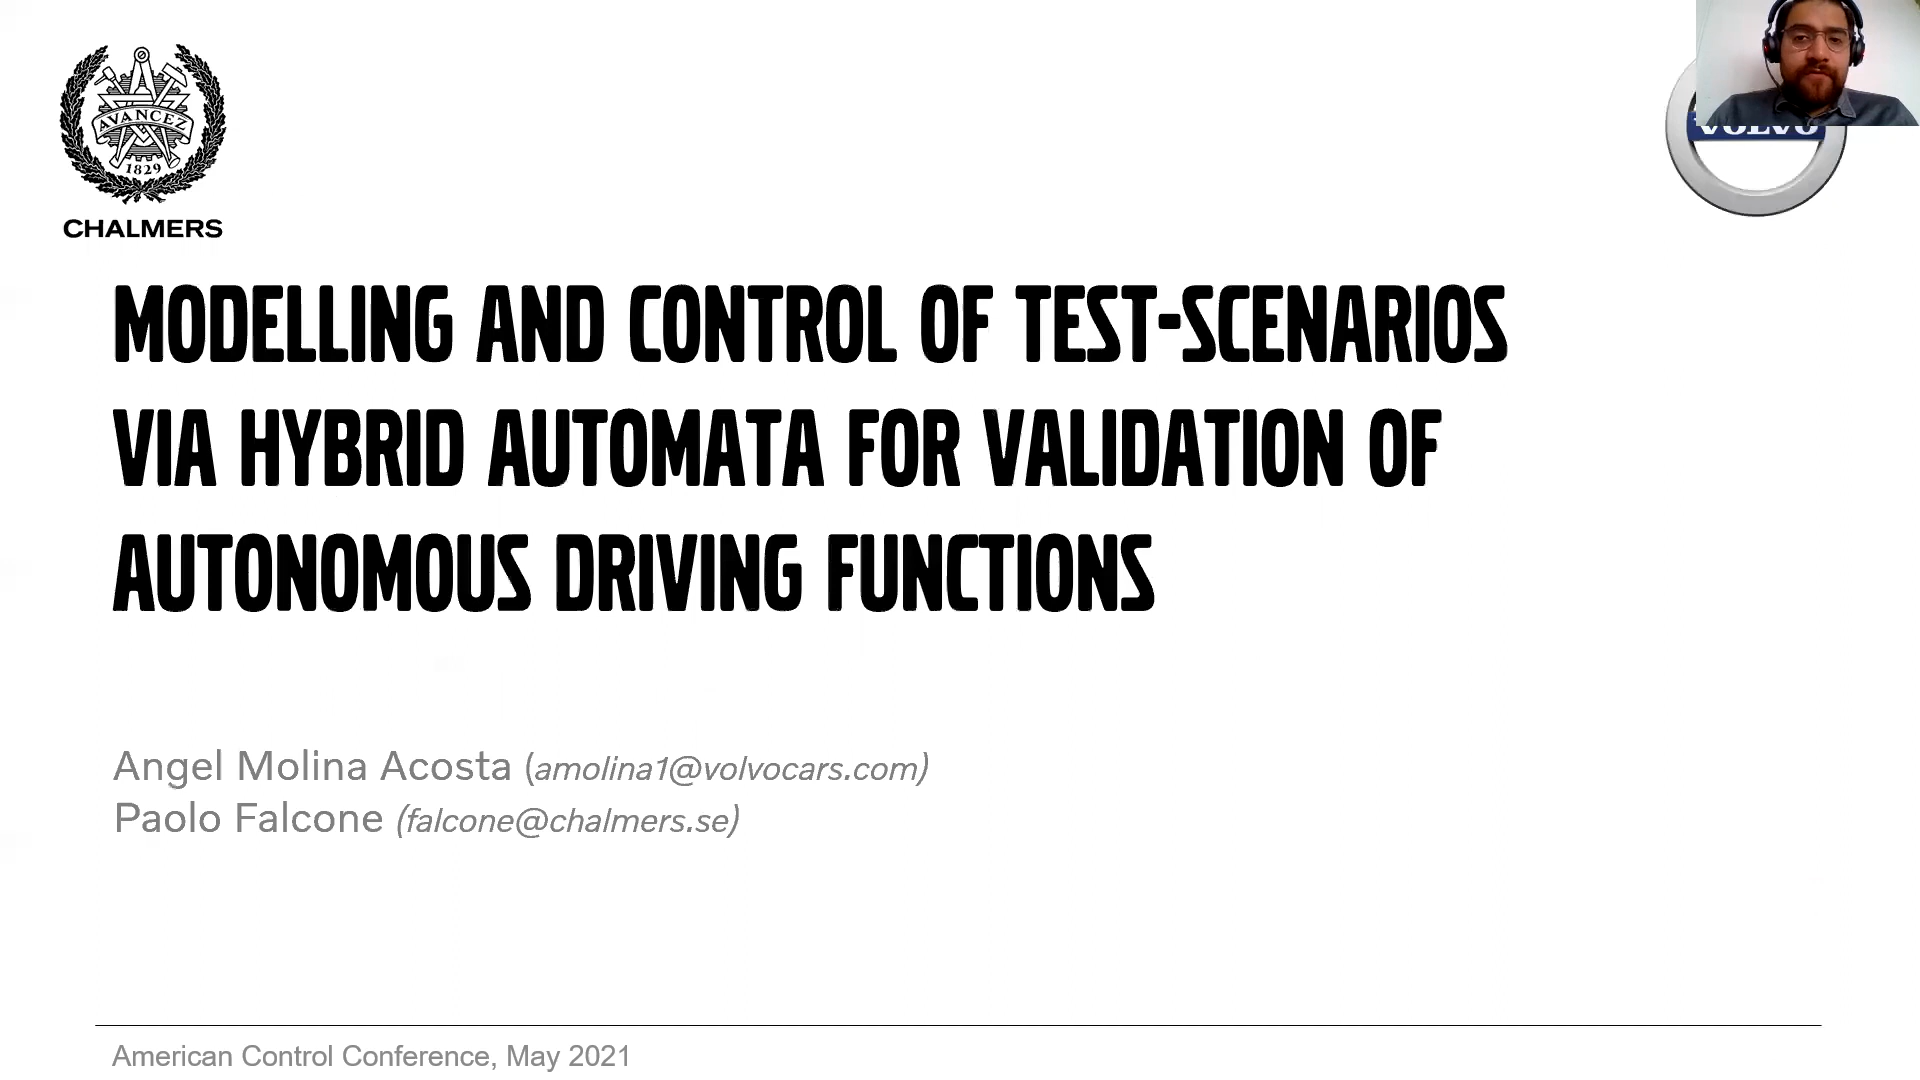 AVANCEZ
1829
CHALMERS
VOLVO
MODELLING AND CONTROL OF TEST-SCENARIOS
VIA HYBRID AUTOMATA FOR VALIDATION OF
AUTONOMOUS DRIVING FUNCTIONS
Angel Molina Acosta (amolina1@volvocars.com)
Paolo Falcone (falcone@chalmers.se)
American Control Conference, May 2021